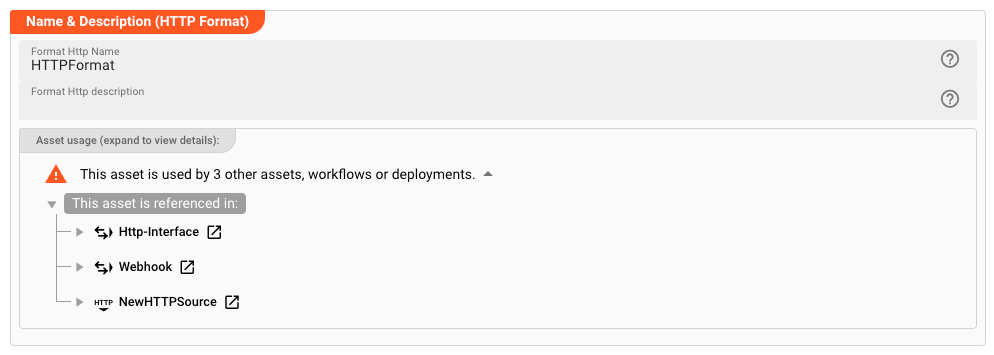 Name & Description (HTTP Format)
Format Http Name
HTTPFormat
Format Http description
Asset usage (expand to view details):
This asset is used by 3 other assets, workflows or deployments.
This asset is referenced in:
Http-Interface
Webhook
HTTP NewHTTPSource